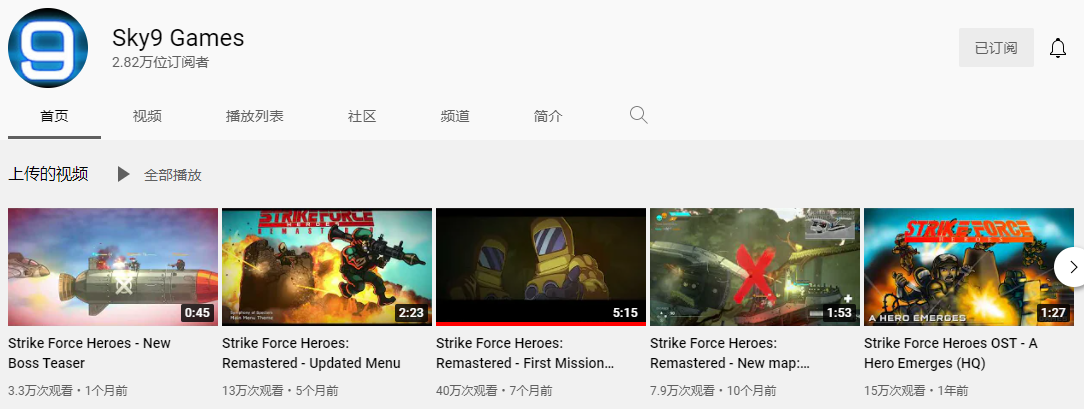 9
Sky9 Games
2.82万位订阅者
已订阅
首页
视频
播放列表
社区
频道
简介
上传的视频
全部播放
0:45
Strike Force Heroes - New
Boss Teaser
3.3万次观看 • 1个月前
STRIKE FORCE
HEROES
REMASTERED
Main Menu Theme
2:23
Strike Force Heroes:
Remastered - Updated Menu
13万次观看 • 5个月前
5:15
Strike Force Heroes:
Remastered - First Mission…
40万次观看 • 7个月前
1:53
Strike Force Heroes:
Remastered - New map:...
7.9万次观看 • 10个月前
STRIKE FORCE
HEROES
A HERO EMERGES
1:27
Strike Force Heroes OST - A
Hero Emerges (HQ)
15万次观看 • 1年前